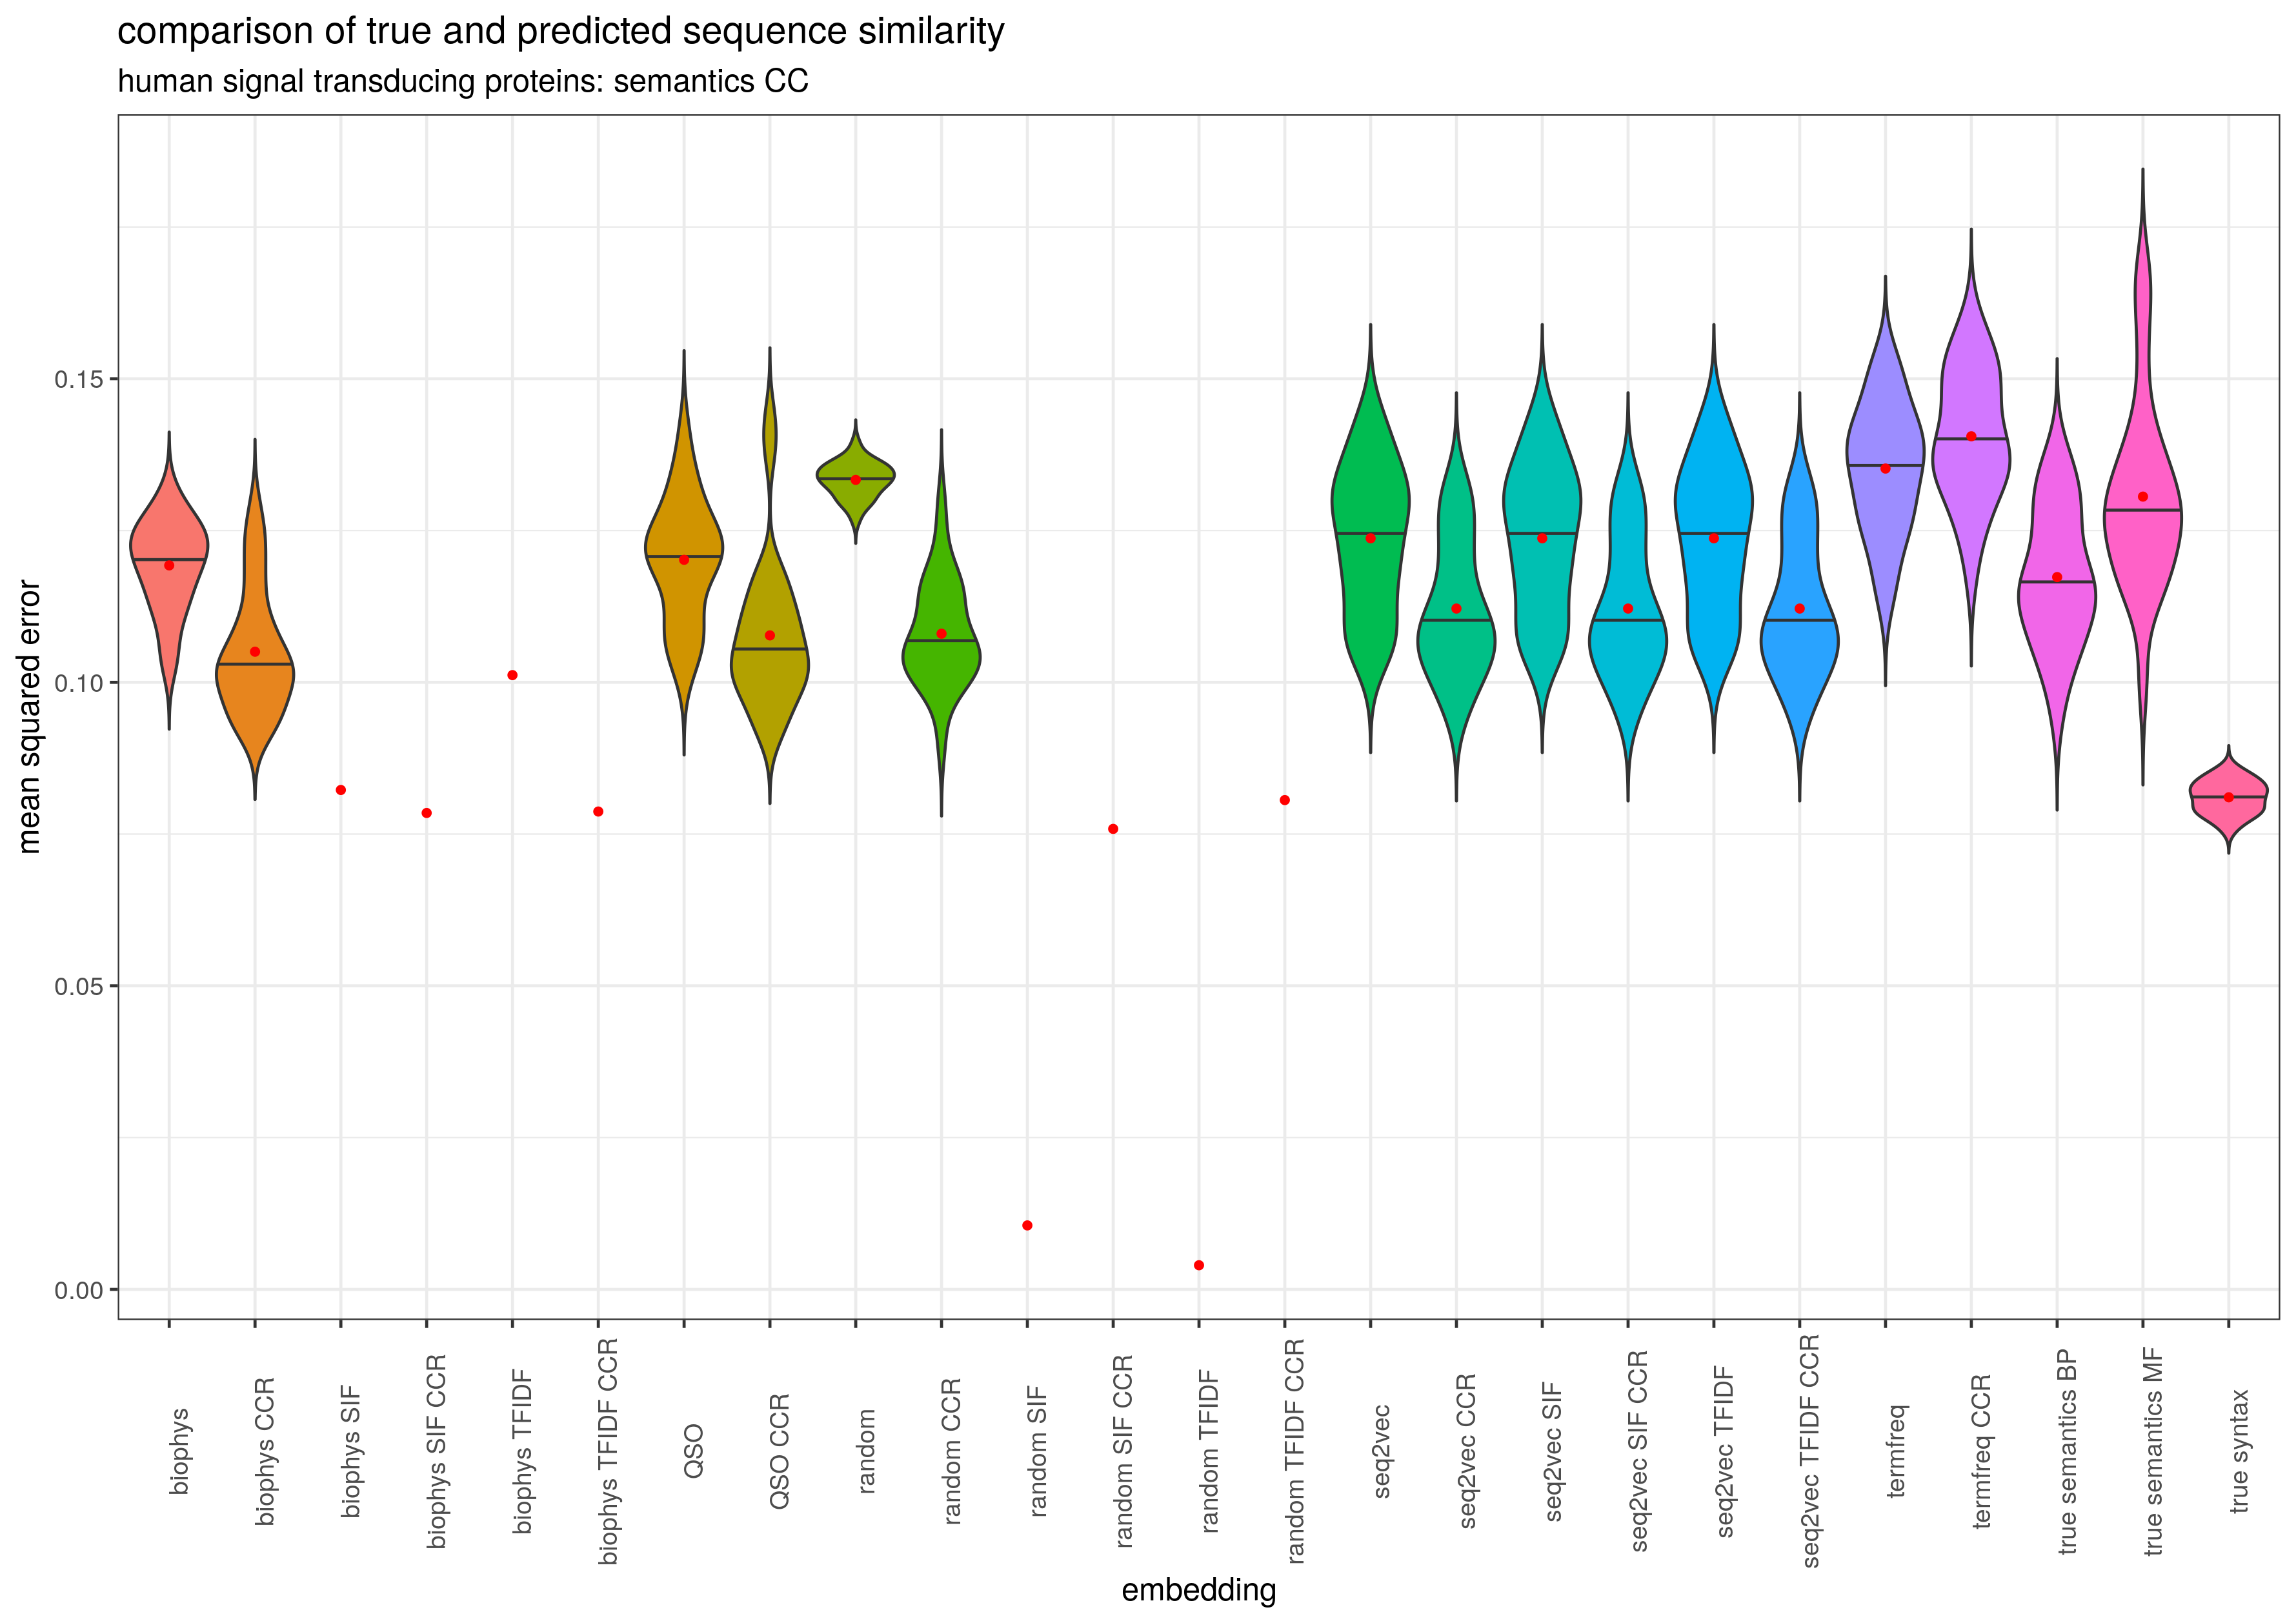 comparison of true and predicted sequence similarity
human signal transducing proteins: semantics CC
mean squared error
0.15
0.10
0.05
0.00
biophys
biophys CCR
biophys SIF
biophys SIF CCR
biophys TFIDF
biophys TFIDF CCR
QSO
QSO CCR
random
random CCR
random SIF
random SIF CCR
random TFIDF
random TFIDF CCR
seq2vec
seq2vec CCR
seq2vec SIF
seq2vec SIF CCR
seq2vec TFIDF
seq2vec TFIDF CCR
termfreq
termfreq CCR
true semantics BP
true semantics MF
true syntax
embedding